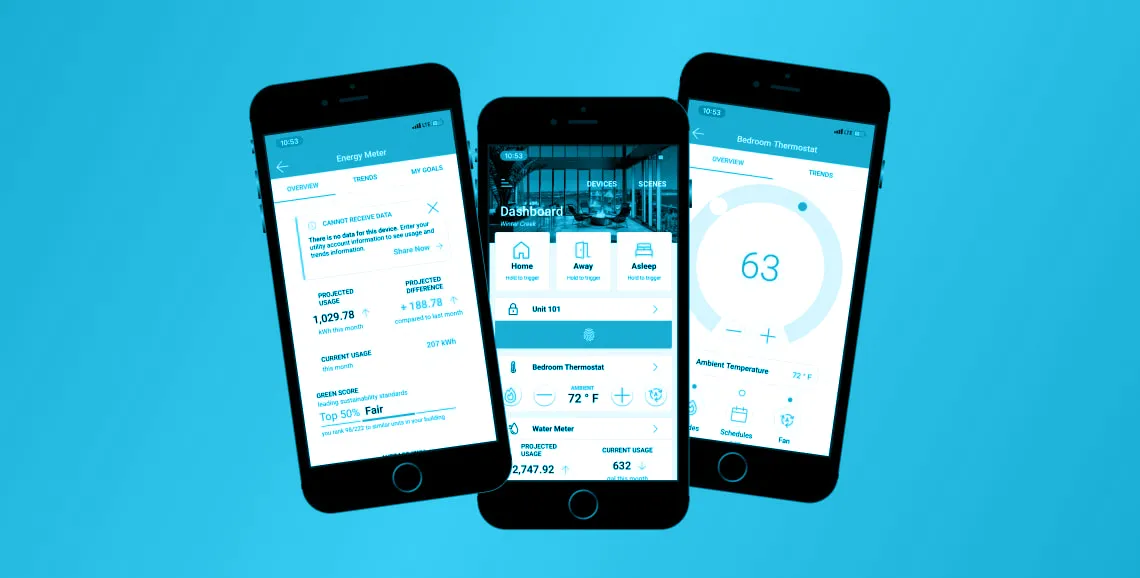 10:53
LTE
Energy Meter
OVERVIEW
TRENDS
MY GOALS
CANNOT RECEIVE DATA
There is no data for this device. Enter your
utility account information to see usage and
trends information.
Share Now
PROJECTED
USAGE
1,029.78
kWh this month
PROJECTED
DIFFERENCE
+ 188.78
compared to last month
CURRENT USAGE
this month
207 kWh
GREEN SCORE
leading sustainability standards
Top 50% Fair
you rank 98/232 to similar units in your building
10:53
DEVICES
SCENES
Dashboard
Winner Creek
Home
Hold to trigger
Away
Hold to trigger
Asleep
Hold to trigger
Unit 101
Bedroom Thermostat
AMBIENT
72 ° F
Water Meter
PROJECTED
USAGE
2,747.92
CURRENT USAGE
632
gal this month
10:53
LTE
Bedroom Thermostat
OVERVIEW
TRENDS
63
Ambient Temperature
72 ° F
des
Schedules
Fan